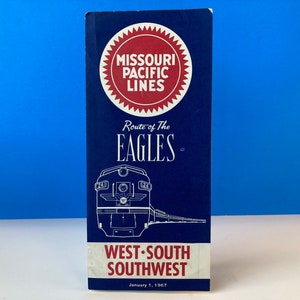 MISSOURI
PACIFIC
LINES
Route of The
EAGLES
WEST·SOUTH
SOUTHWEST
January 1, 1967